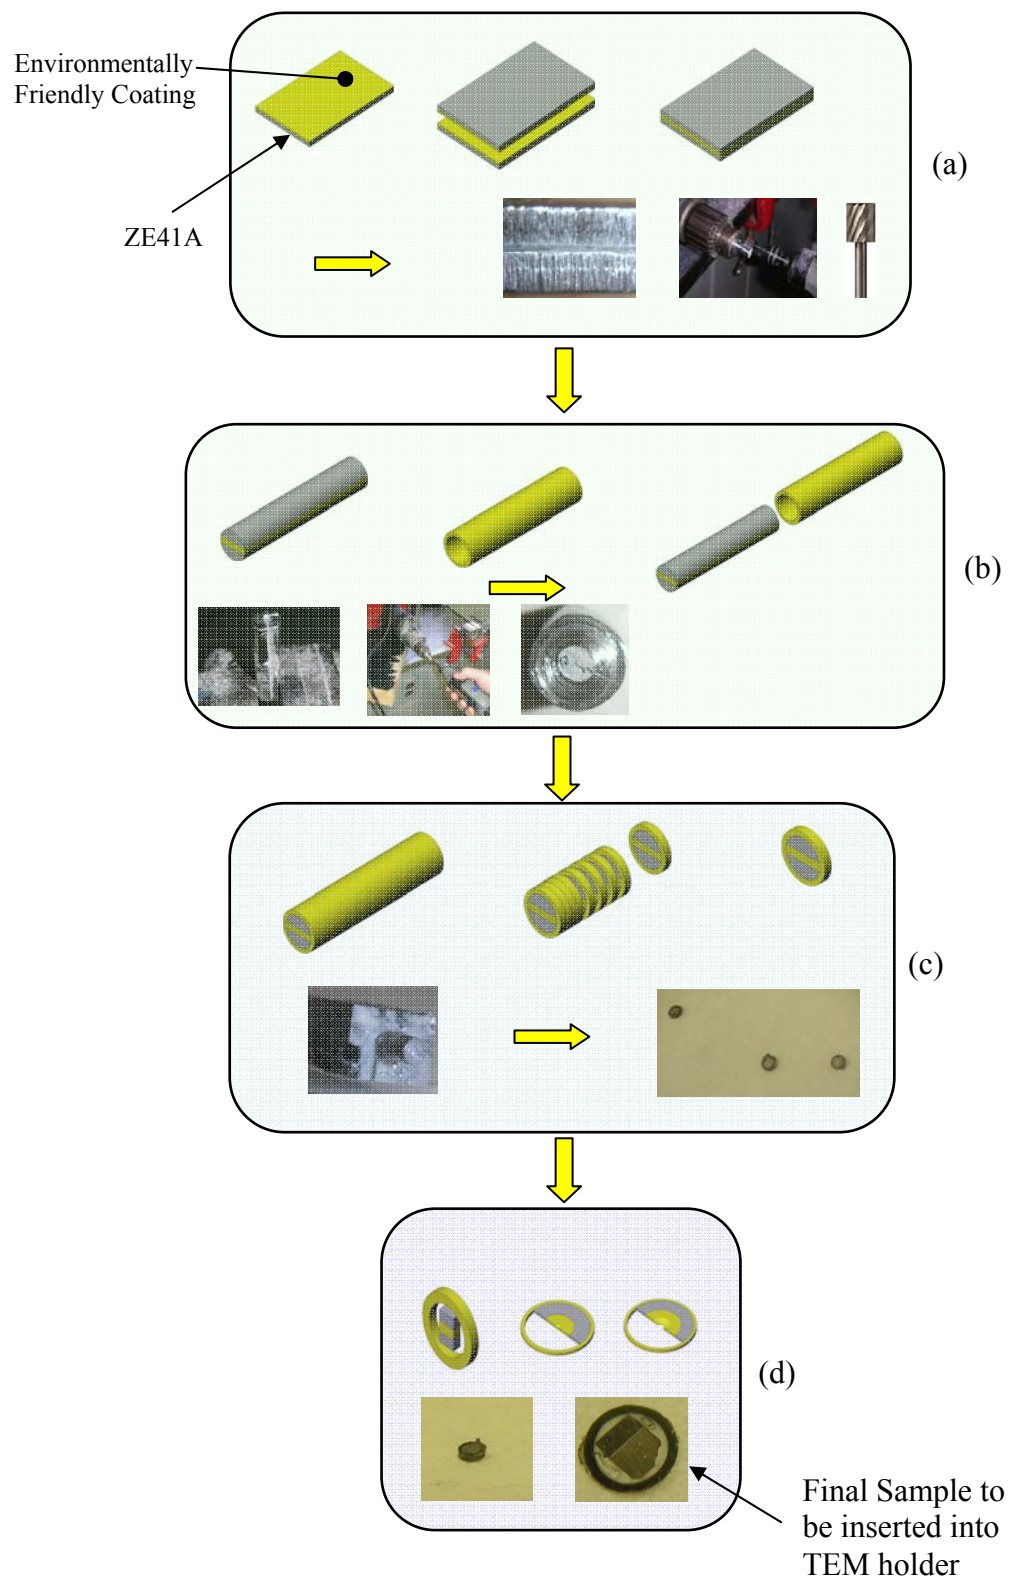 Environmentally
Friendly Coating
(a)
ZE41A
(b)
(c)
(d)
Final Sample to
be inserted into
TEM holder